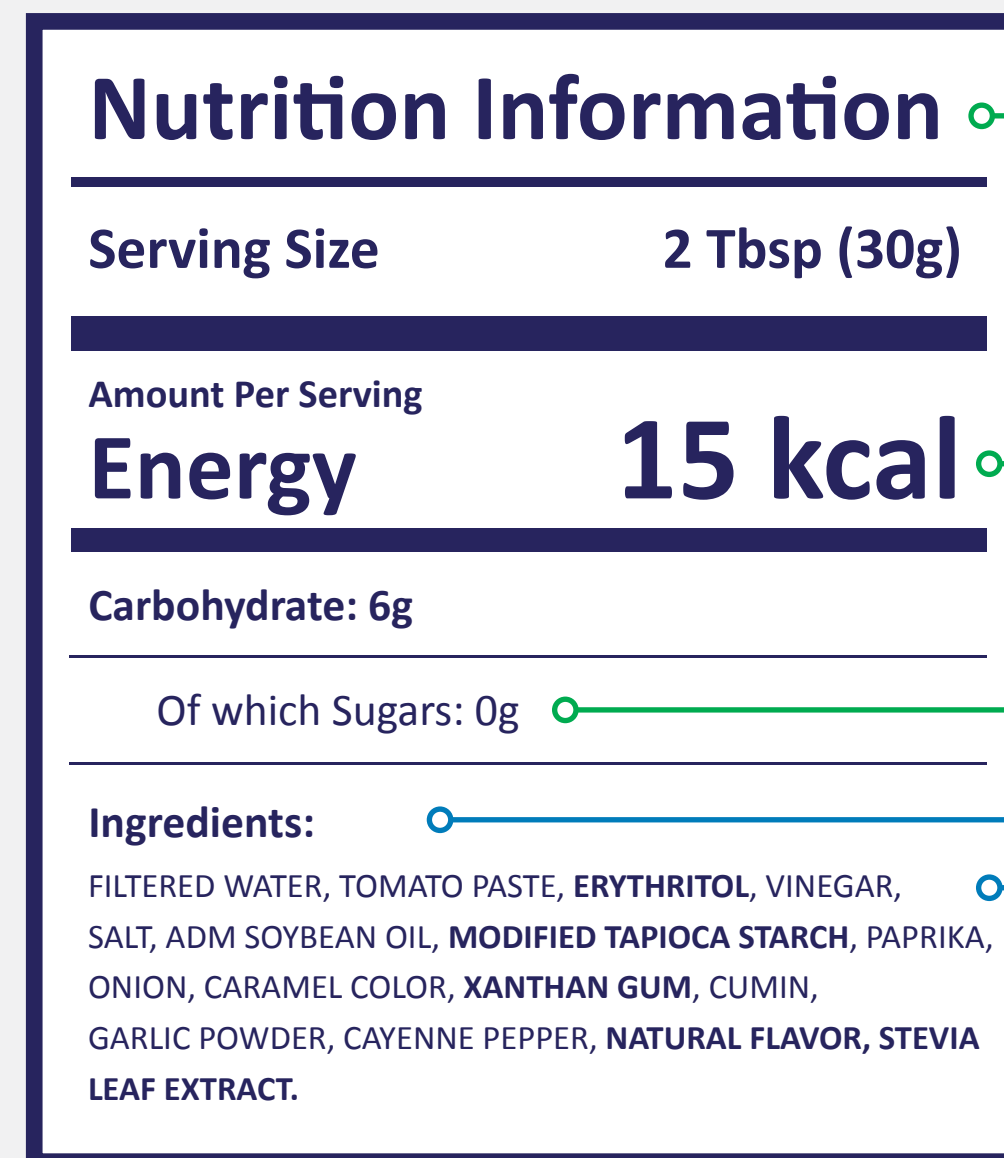 Nutrition Information
Serving Size 2 Tbsp (30g)
Amount Per Serving
Energy 15 kcal
Carbohydrate: 6g
Of which Sugars: 0g
Ingredients:
FILTERED WATER, TOMATO PASTE, ERYTHRITOL, VINEGAR,
SALT, ADM SOYBEAN OIL, MODIFIED TAPIOCA STARCH, PAPRIKA,
ONION, CARAMEL COLOR, XANTHAN GUM, CUMIN,
GARLIC POWDER, CAYENNE PEPPER, NATURAL FLAVOR, STEVIA
LEAF EXTRACT.